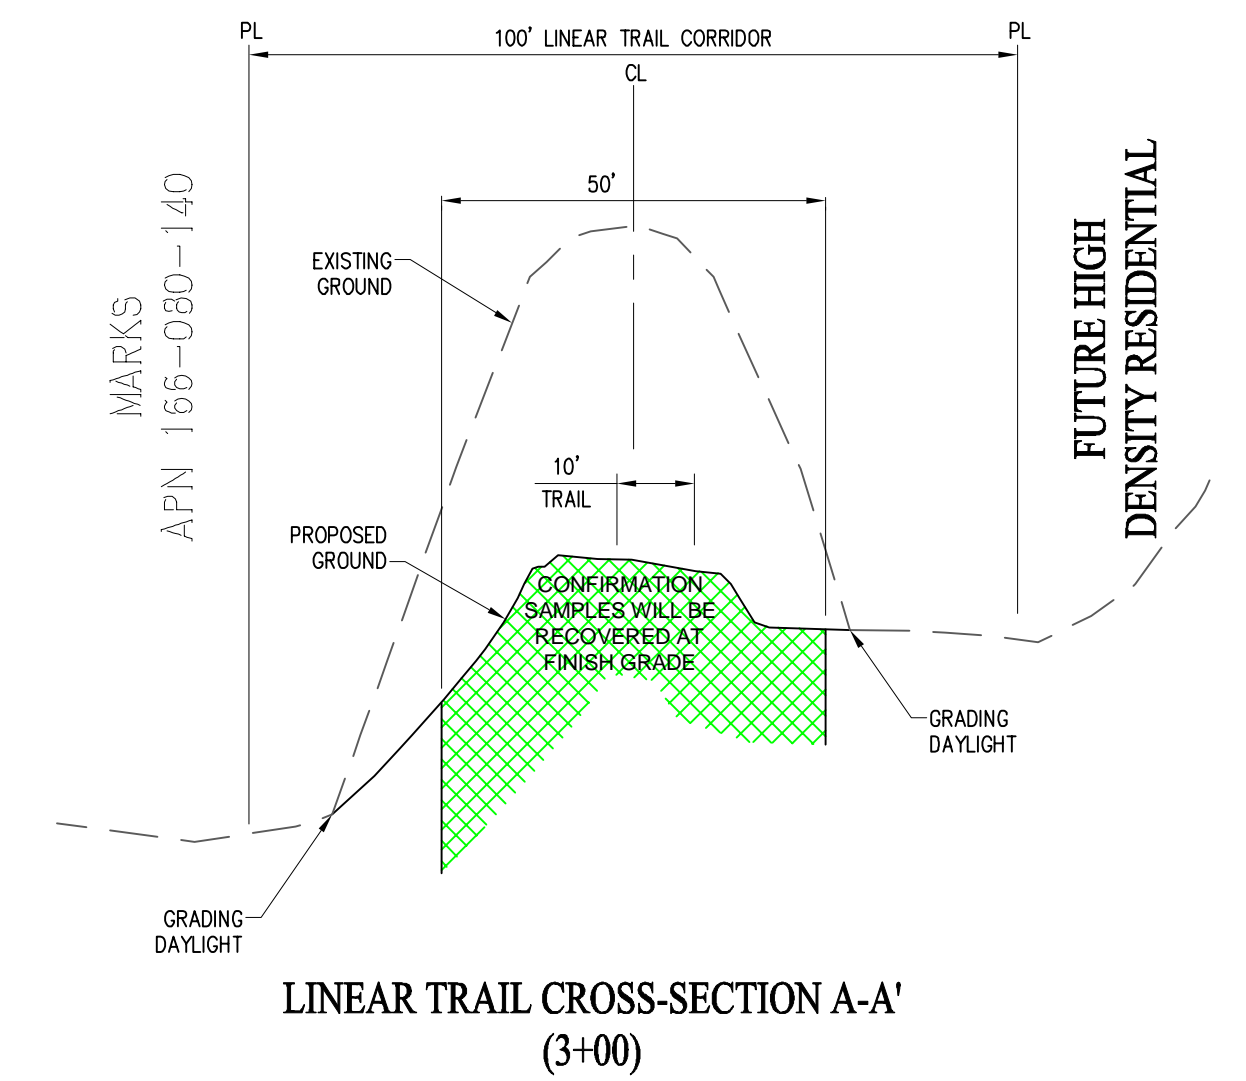 PL
PL
100' LINEAR TRAIL CORRIDOR
CL
50'
EXISTING
GROUND
MARKS
APN 166-080-140
FUTURE HIGH
DENSITY RESIDENTIAL
10'
TRAIL
PROPOSED
GROUND
CONFIRMATION
SAMPLES WILL BE
RECOVERED AT
FINISH GRADE
GRADING
DAYLIGHT
GRADING
DAYLIGHT
LINEAR TRAIL CROSS-SECTION A-A'
(3+00)